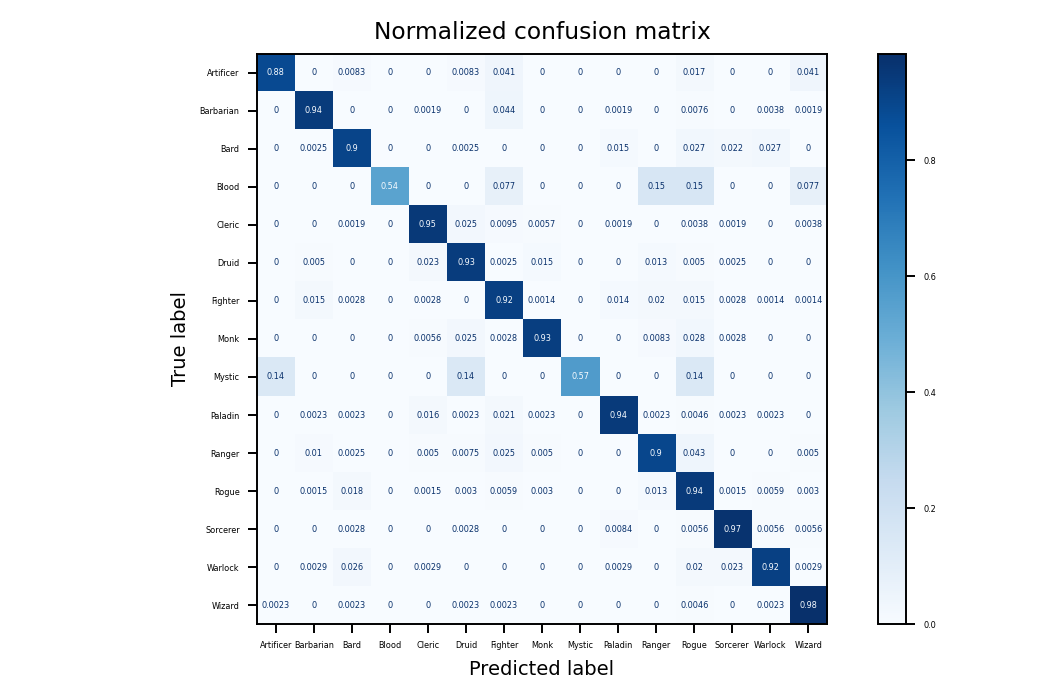 Normalized confusion matrix
True label
Artificer 0.88 0 0.0083 0 0 0.0083 0.041 0 0 0 0 0.017 0 0 0.041
Barbarian 0 0.94 0 0 0.0019 0 0.044 0 0 0.0019 0 0.0076 0 0.0038 0.0019
Bard 0 0.0025 0.9 0 0 0.0025 0 0 0 0.015 0 0.027 0.022 0.027 0
Blood 0 0 0 0.54 0 0 0.077 0 0 0 0.15 0.15 0 0 0.077
Cleric 0 0 0.0019 0 0.95 0.025 0.0095 0.0057 0 0.0019 0 0.0038 0.0019 0 0.0038
Druid 0 0.005 0 0 0.023 0.93 0.0025 0.015 0 0 0.013 0.005 0.0025 0 0
Fighter 0 0.015 0.0028 0 0.0028 0 0.92 0.0014 0 0.014 0.02 0.015 0.0028 0.0014 0.0014
Monk 0 0 0 0 0.0056 0.025 0.0028 0.93 0 0 0.0083 0.028 0.0028 0 0
Mystic 0.14 0 0 0 0 0.14 0 0 0.57 0 0 0.14 0 0 0
Paladin 0 0.0023 0.0023 0 0.016 0.0023 0.021 0.0023 0 0.94 0.0023 0.0046 0.0023 0.0023 0
Ranger 0 0.01 0.0025 0 0.005 0.0075 0.025 0.005 0 0 0.9 0.043 0 0 0.005
Rogue 0 0.0015 0.018 0 0.0015 0.003 0.0059 0.003 0 0 0.013 0.94 0.0015 0.0059 0.003
Sorcerer 0 0 0.0028 0 0 0.0028 0 0 0 0.0084 0 0.0056 0.97 0.0056 0.0056
Warlock 0 0.0029 0.026 0 0.0029 0 0 0 0 0.0029 0 0.02 0.023 0.92 0.0029
Wizard 0.0023 0 0.0023 0 0 0.0023 0.0023 0 0 0 0 0.0046 0 0.0023 0.98
Artificer Barbarian Bard Blood Cleric Druid Fighter Monk Mystic Paladin Ranger Rogue Sorcerer Warlock Wizard
Predicted label
0.8
0.6
0.4
0.2
0.0